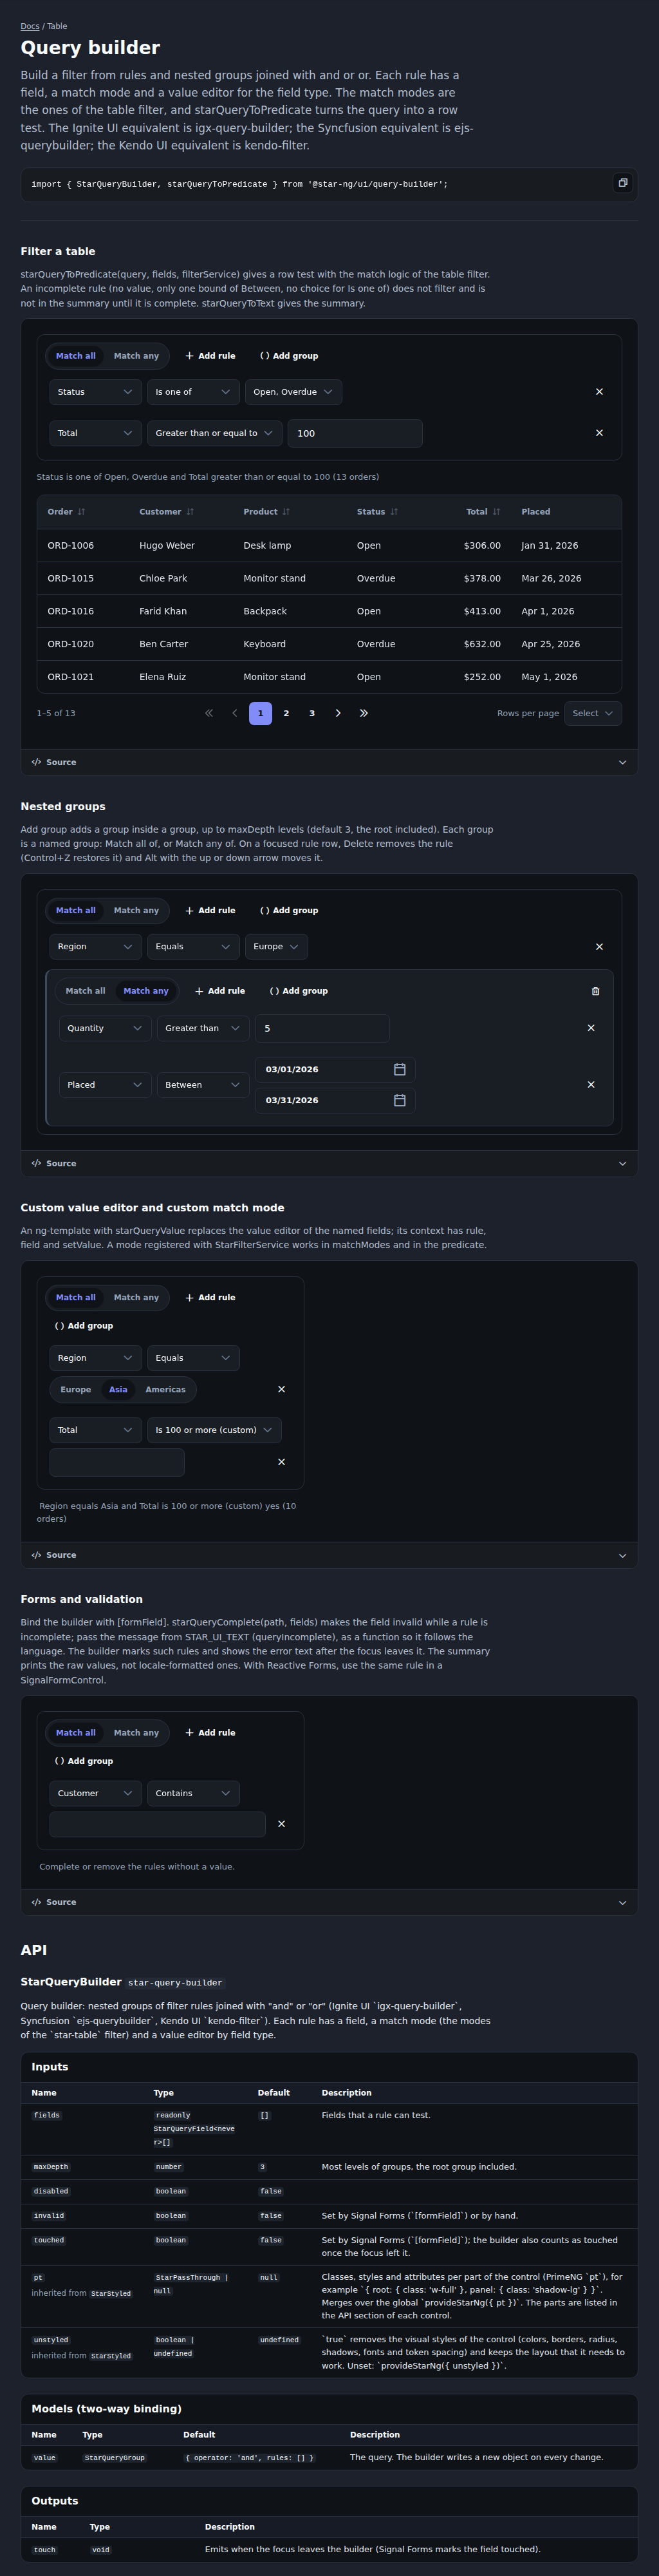 Docs / Table
Query builder
Build a filter from rules and nested groups joined with and or or. Each rule has a
field, a match mode and a value editor for the field type. The match modes are
the ones of the table filter, and starQueryToPredicate turns the query into a row
test. The Ignite UI equivalent is igx-query-builder; the Syncfusion equivalent is ejs-
querybuilder; the Kendo UI equivalent is kendo-filter.
import { StarQueryBuilder, starQueryToPredicate } from '@star-ng/ui/query-builder';
Filter a table
starQueryToPredicate(query, fields, filterService) gives a row test with the match logic of the table filter.
An incomplete rule (no value, only one bound of Between, no choice for Is one of) does not filter and is
not in the summary until it is complete. starQueryToText gives the summary.
Match all Match any Add rule Add group
Status Is one of Open, Overdue
Total Greater than or equal to 100
Status is one of Open, Overdue and Total greater than or equal to 100 (13 orders)
Order Customer Product Status Total Placed
ORD-1006 Hugo Weber Desk lamp Open $306.00 Jan 31, 2026
ORD-1015 Chloe Park Monitor stand Overdue $378.00 Mar 26, 2026
ORD-1016 Farid Khan Backpack Open $413.00 Apr 1, 2026
ORD-1020 Ben Carter Keyboard Overdue $632.00 Apr 25, 2026
ORD-1021 Elena Ruiz Monitor stand Open $252.00 May 1, 2026
1–5 of 13 1 2 3 Rows per page Select
Source
Nested groups
Add group adds a group inside a group, up to maxDepth levels (default 3, the root included). Each group
is a named group: Match all of, or Match any of. On a focused rule row, Delete removes the rule
(Control+Z restores it) and Alt with the up or down arrow moves it.
Match all Match any Add rule Add group
Region Equals Europe
Match all Match any Add rule Add group
Quantity Greater than 5
03/01/2026
Placed Between
03/31/2026
Source
Custom value editor and custom match mode
An ng-template with starQueryValue replaces the value editor of the named fields; its context has rule,
field and setValue. A mode registered with StarFilterService works in matchModes and in the predicate.
Match all Match any Add rule
Add group
Region Equals
Europe Asia Americas
Total Is 100 or more (custom)
Region equals Asia and Total is 100 or more (custom) yes (10
orders)
Source
Forms and validation
Bind the builder with [formField]. starQueryComplete(path, fields) makes the field invalid while a rule is
incomplete; pass the message from STAR_UI_TEXT (queryIncomplete), as a function so it follows the
language. The builder marks such rules and shows the error text after the focus leaves it. The summary
prints the raw values, not locale-formatted ones. With Reactive Forms, use the same rule in a
SignalFormControl.
Match all Match any Add rule
Add group
Customer Contains
Complete or remove the rules without a value.
Source
API
StarQueryBuilder star-query-builder
Query builder: nested groups of filter rules joined with "and" or "or" (Ignite UI `igx-query-builder`,
Syncfusion `ejs-querybuilder`, Kendo UI `kendo-filter`). Each rule has a field, a match mode (the modes
of the `star-table` filter) and a value editor by field type.
Inputs
Name Type Default Description
fields readonly [] Fields that a rule can test.
StarQueryField<neve
r>[]
maxDepth number 3 Most levels of groups, the root group included.
disabled boolean false
invalid boolean false Set by Signal Forms (`[formField]`) or by hand.
touched boolean false Set by Signal Forms (`[formField]`); the builder also counts as touched
once the focus left it.
pt StarPassThrough | null Classes, styles and attributes per part of the control (PrimeNG `pt`), for
inherited from StarStyled null example `{ root: { class: 'w-full' }, panel: { class: 'shadow-lg' } }`.
Merges over the global `provideStarNg({ pt })`. The parts are listed in
the API section of each control.
unstyled boolean | undefined `true` removes the visual styles of the control (colors, borders, radius,
inherited from StarStyled undefined shadows, fonts and token spacing) and keeps the layout that it needs to
work. Unset: `provideStarNg({ unstyled })`.
Models (two-way binding)
Name Type Default Description
value StarQueryGroup { operator: 'and', rules: [] } The query. The builder writes a new object on every change.
Outputs
Name Type Description
touch void Emits when the focus leaves the builder (Signal Forms marks the field touched).